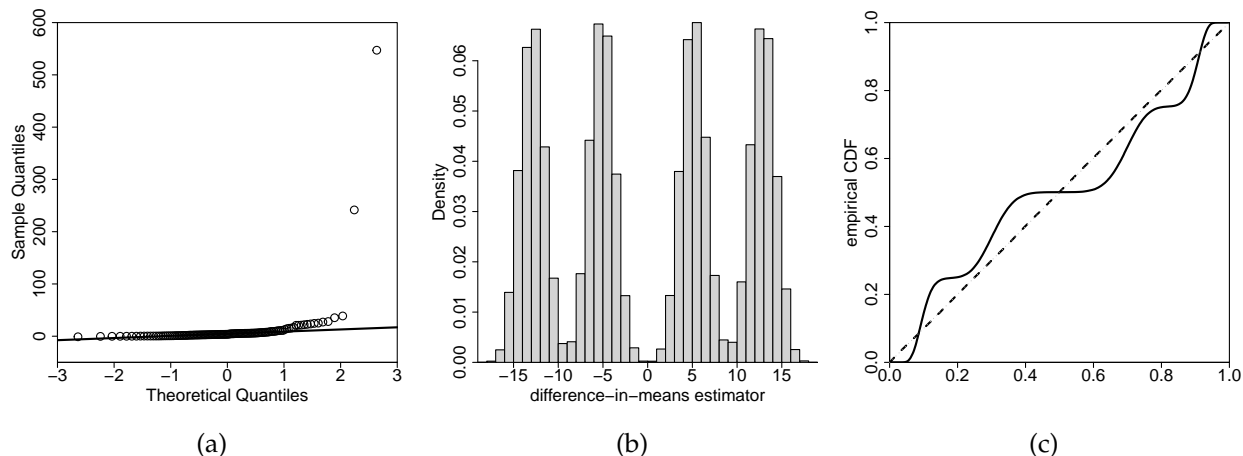 Sample Quantiles
0 100 200 300 400 500 600
−3 −2 −1 0 1 2 3
Theoretical Quantiles
(a)
Density
0.00 0.01 0.02 0.03 0.04 0.05 0.06
−15 −10 −5 0 5 10 15
difference−in−means estimator
(b)
empirical CDF
0.0 0.2 0.4 0.6 0.8 1.0
0.0 0.2 0.4 0.6 0.8 1.0
(c)